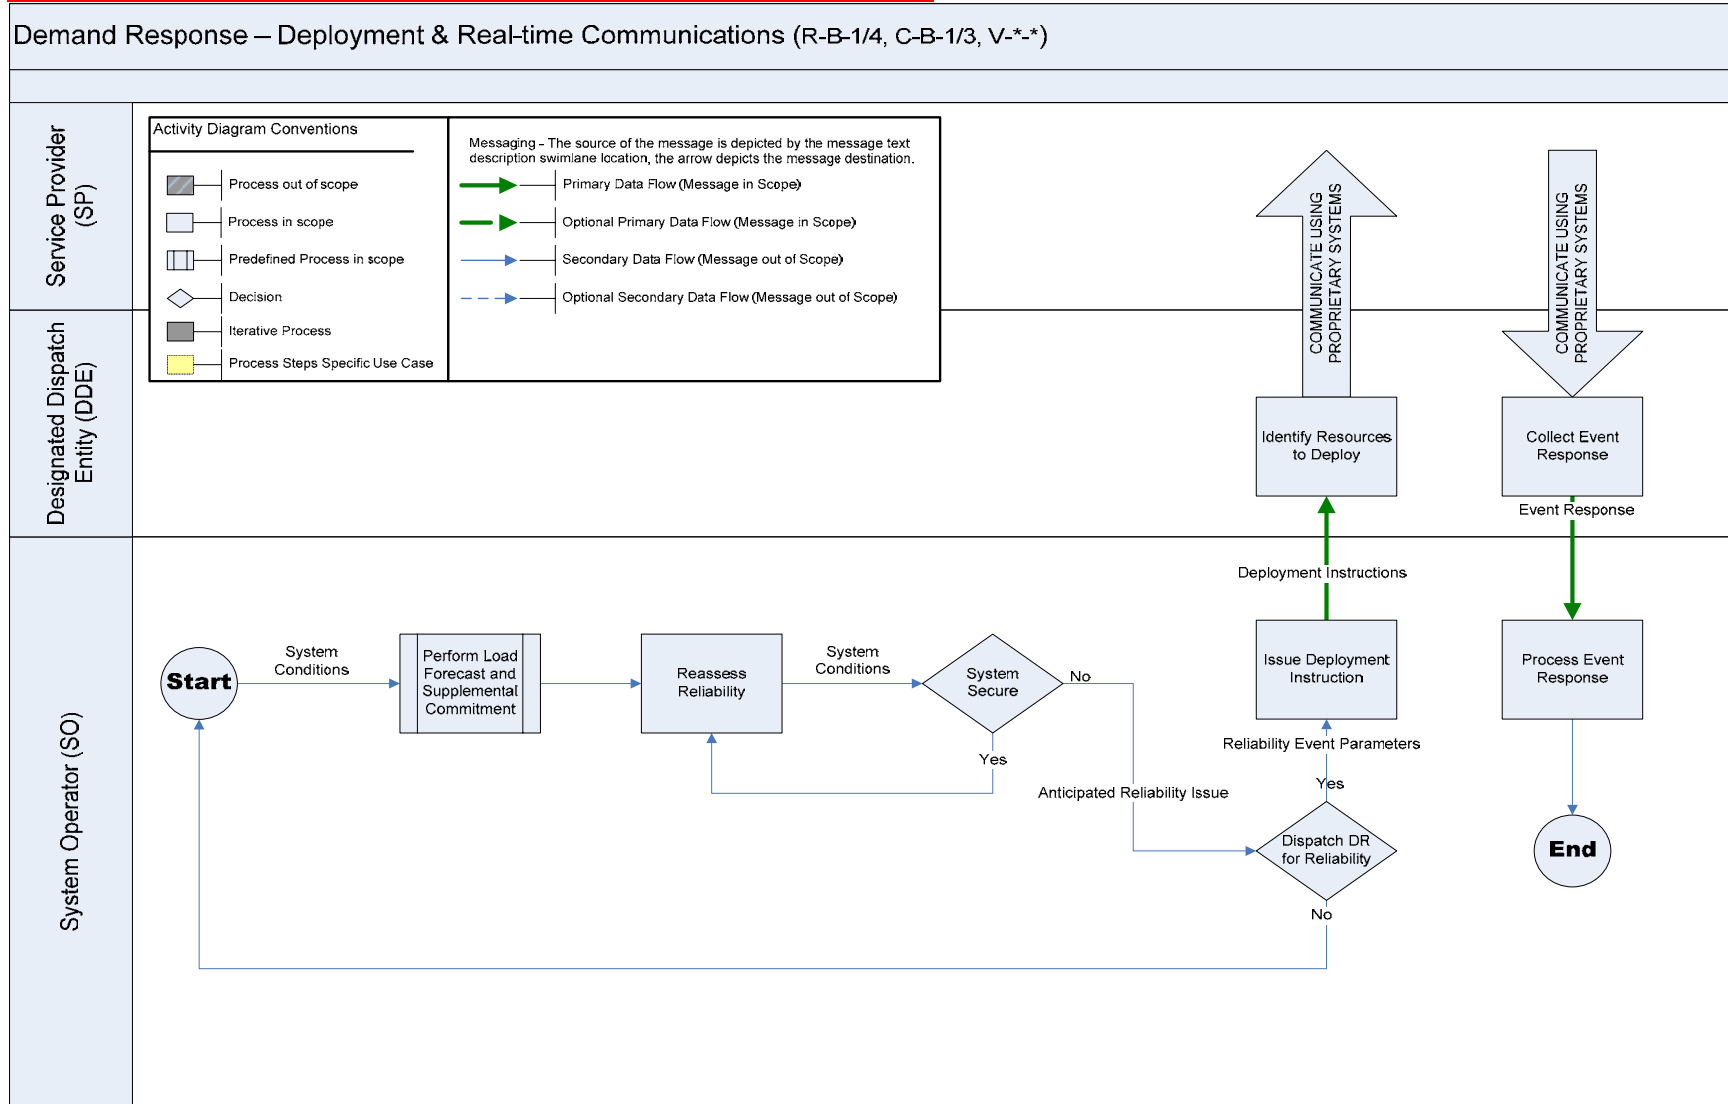 Demand Response – Deployment & Real-time Communications (R-B-1/4, C-B-1/3, V-*-*)
Service Provider
(SP)
Activity Diagram Conventions
Process out of scope
Process in scope
Predefined Process in scope
Decision
Iterative Process
Process Steps Specific Use Case
Messaging - The source of the message is depicted by the message text
description swimlane location, the arrow depicts the message destination.
Primary Data Flow (Message in Scope)
Optional Primary Data Flow (Message in Scope)
Secondary Data Flow (Message out of Scope)
Optional Secondary Data Flow (Message out of Scope)
COMMUNICATE USING
PROPRIETARY SYSTEMS
COMMUNICATE USING
PROPRIETARY SYSTEMS
Designated Dispatch
Entity (DDE)
Identify Resources
to Deploy
Collect Event
Response
Event Response
System Operator (SO)
Deployment Instructions
Start
System
Conditions
Perform Load
Forecast and
Supplemental
Commitment
Reassess
Reliability
System
Conditions
System
Secure
No
Yes
Anticipated Reliability Issue
Issue Deployment
Instruction
Reliability Event Parameters
Yes
Dispatch DR
for Reliability
No
Process Event
Response
End